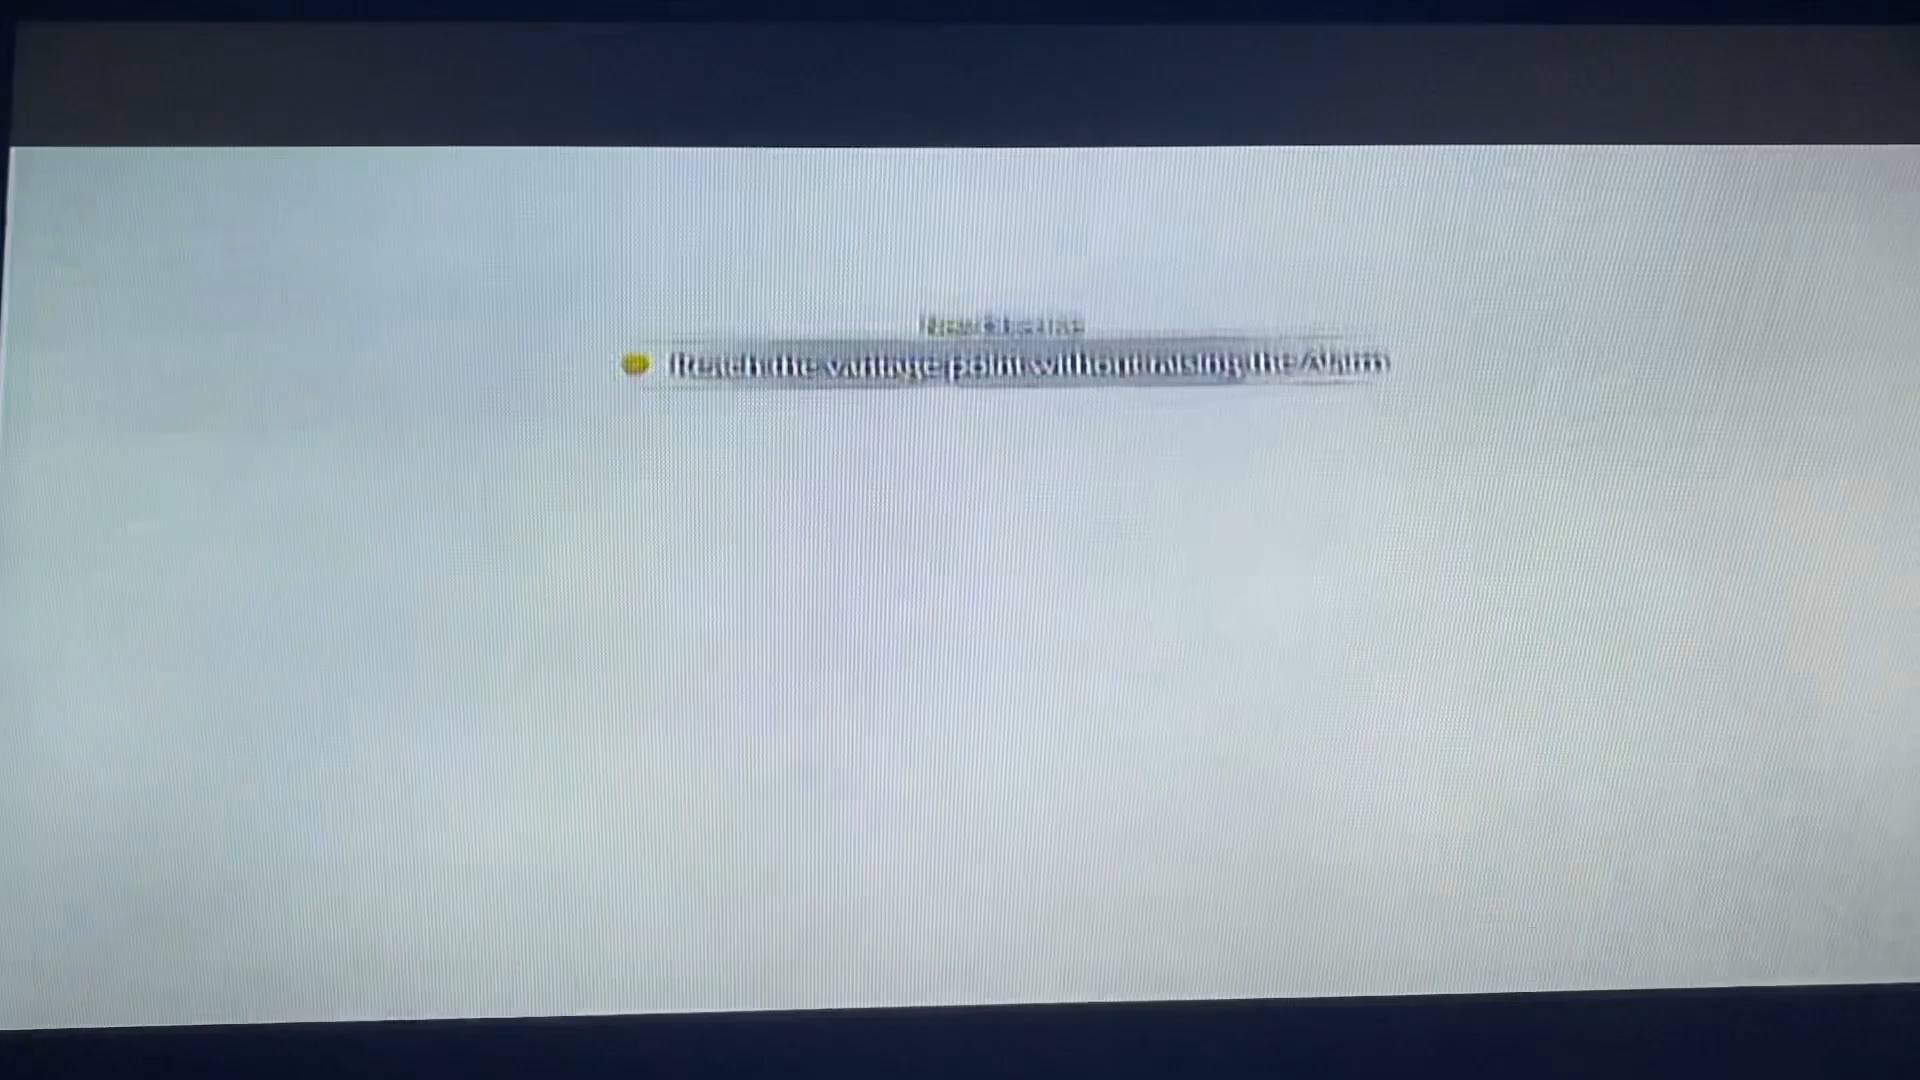 Reach the vantage point without raising the Alarm